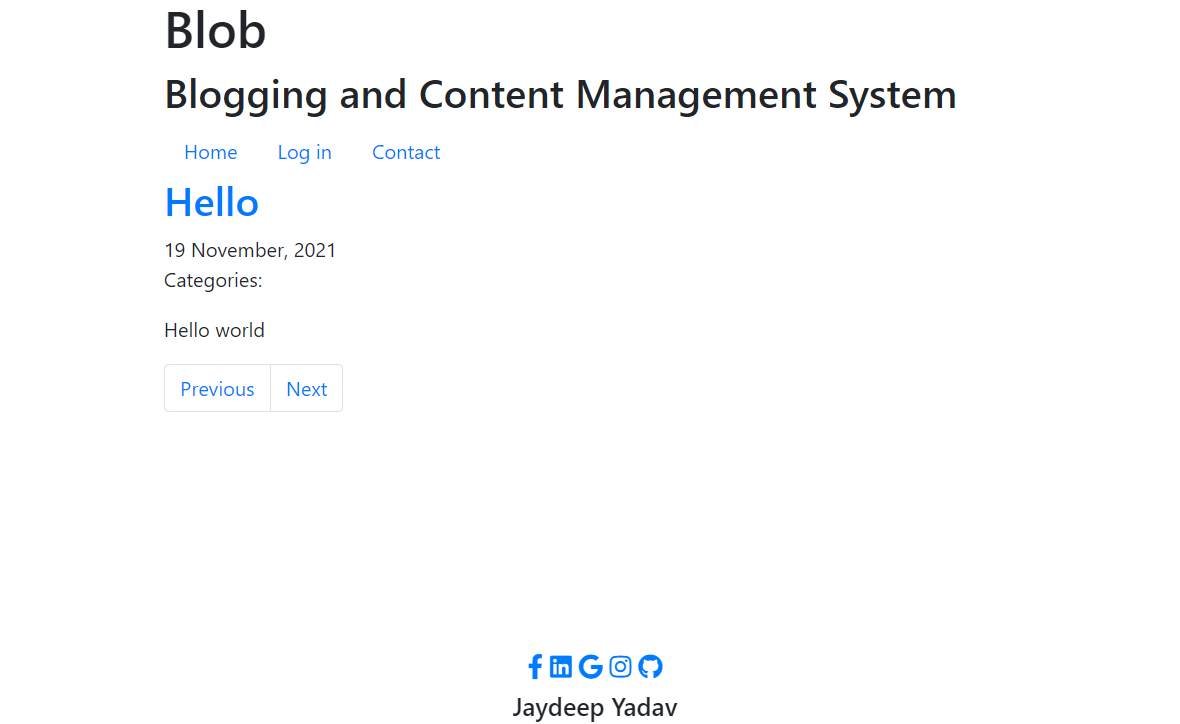 Blob
Blogging and Content Management System
Home Log in Contact
Hello
19 November, 2021
Categories:
Hello world
Previous Next
Jaydeep Yadav